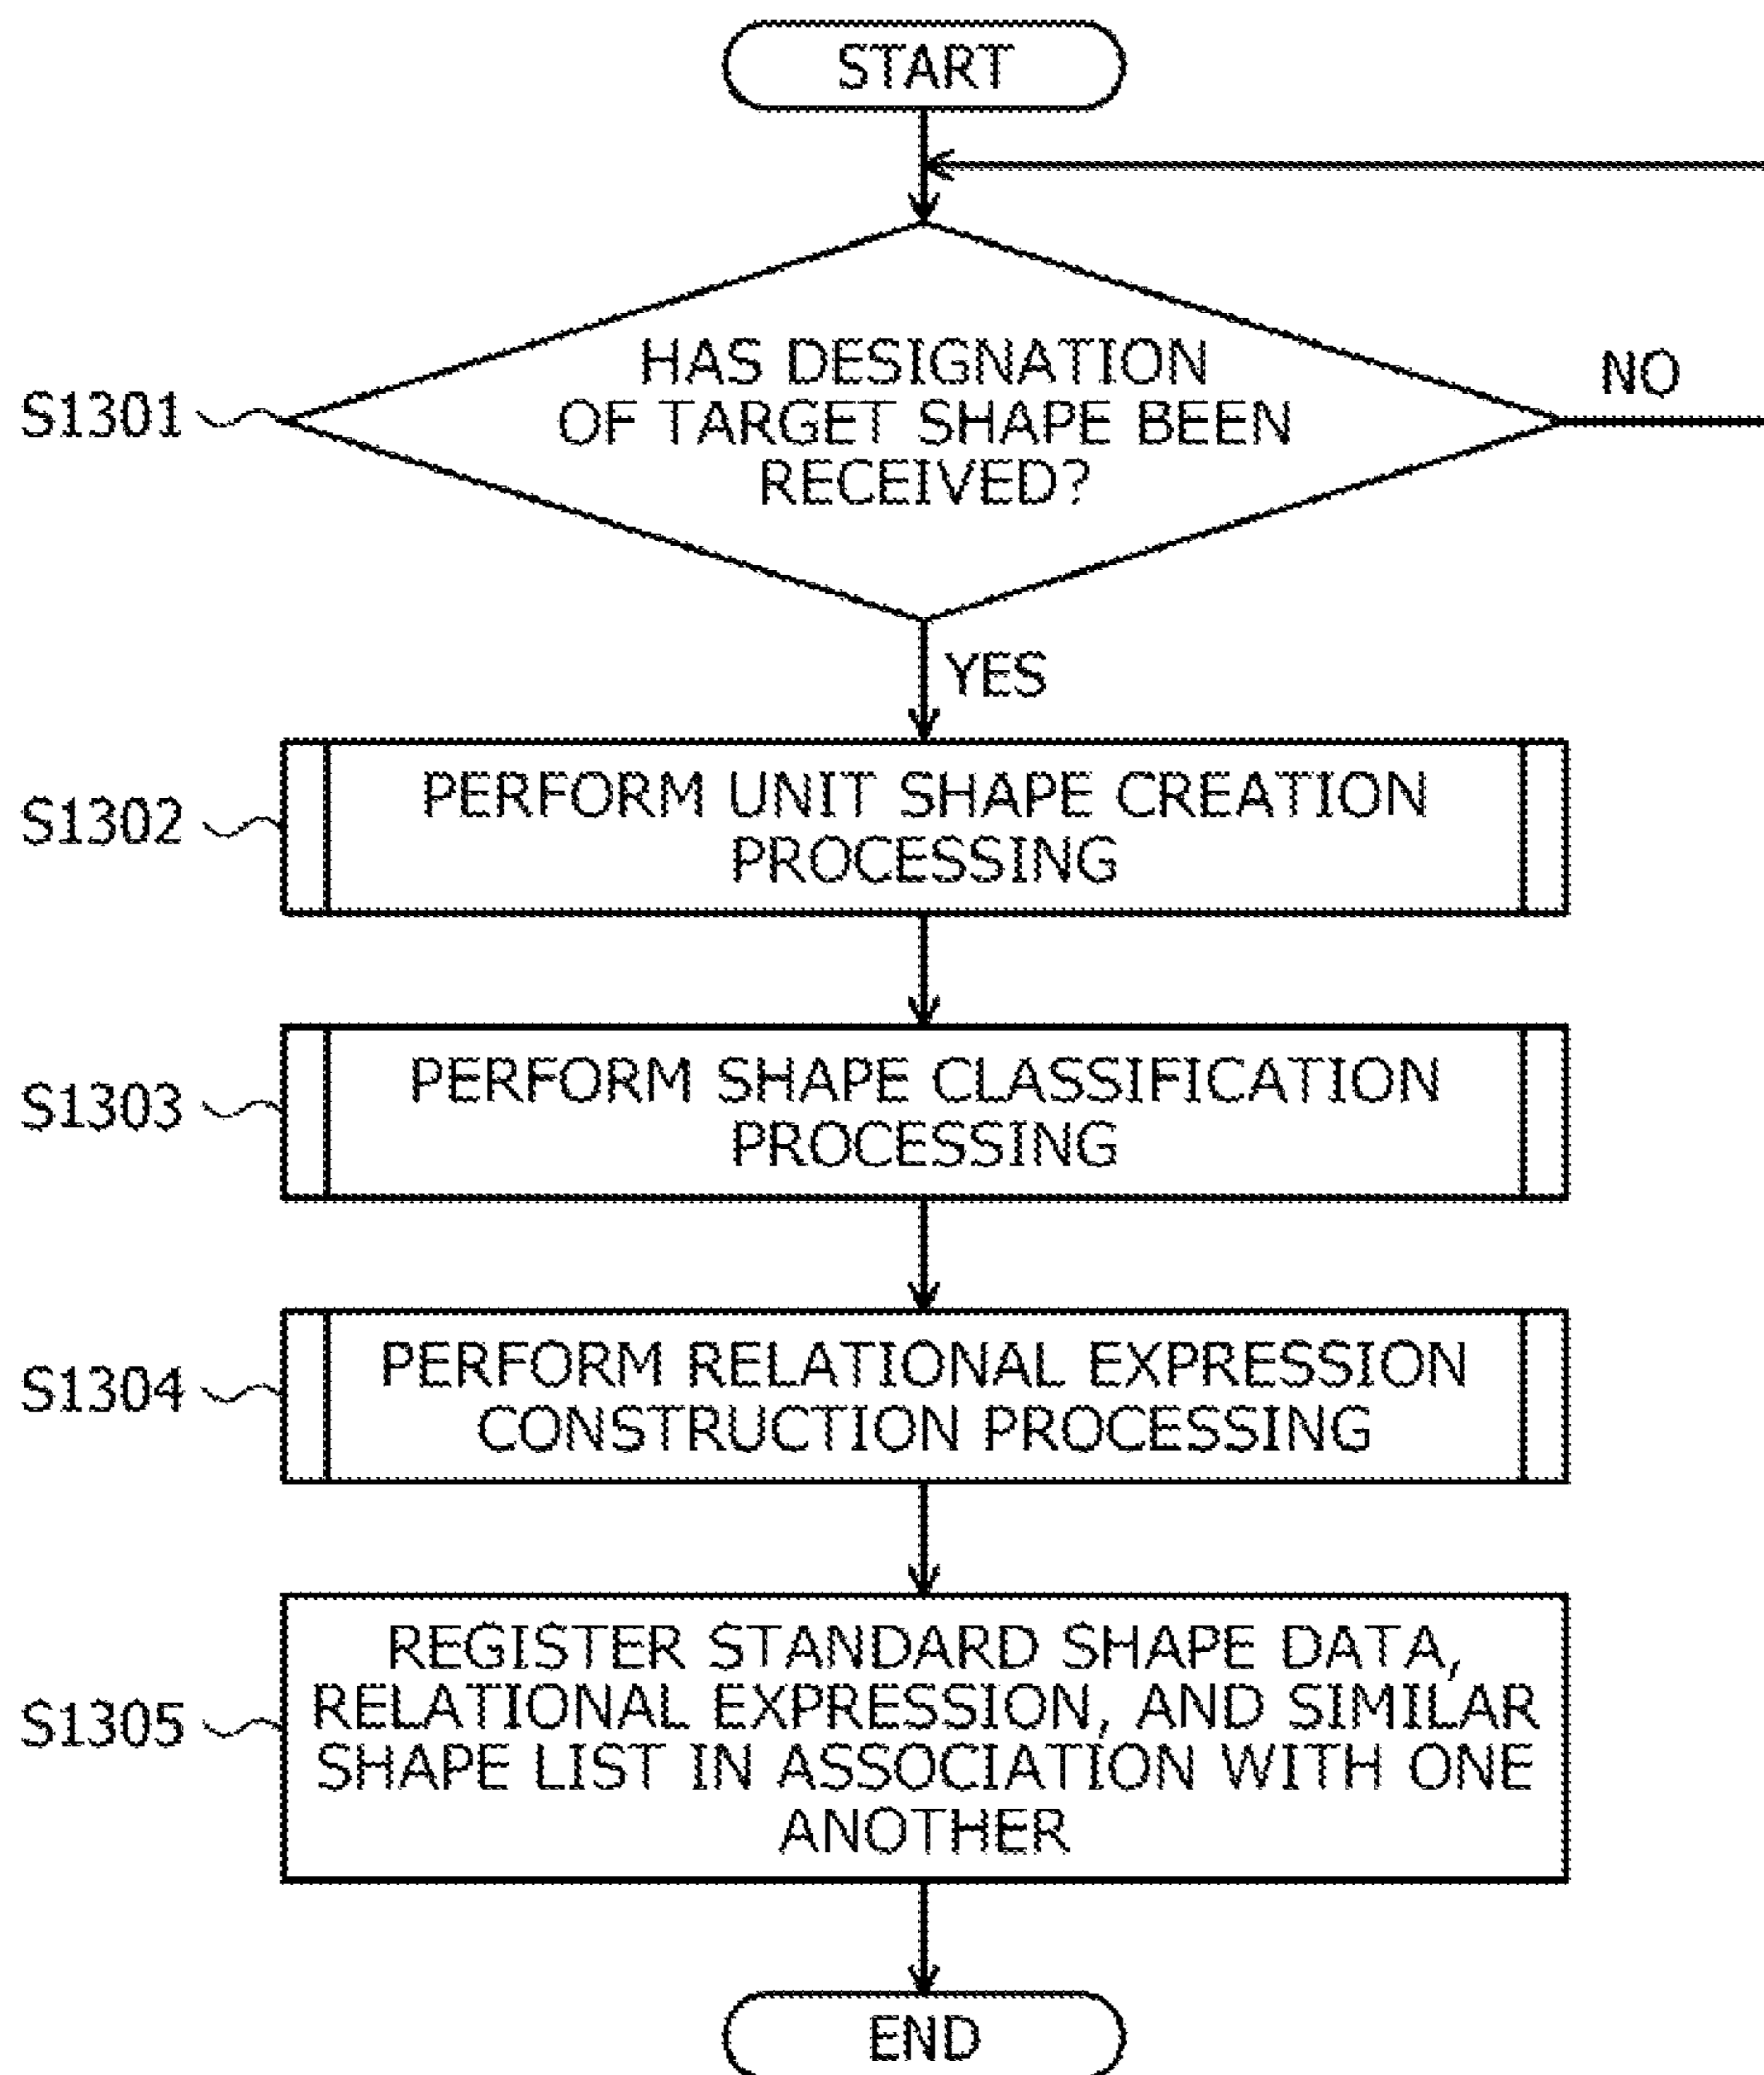 START
HAS DESIGNATION
OF TARGET SHAPE BEEN
RECEIVED?
NO
S1301
YES
S1302
PERFORM UNIT SHAPE CREATION
PROCESSING
S1303
PERFORM SHAPE CLASSIFICATION
PROCESSING
S1304
PERFORM RELATIONAL EXPRESSION
CONSTRUCTION PROCESSING
S1305
REGISTER STANDARD SHAPE DATA,
RELATIONAL EXPRESSION, AND SIMILAR
SHAPE LIST IN ASSOCIATION WITH ONE
ANOTHER
END